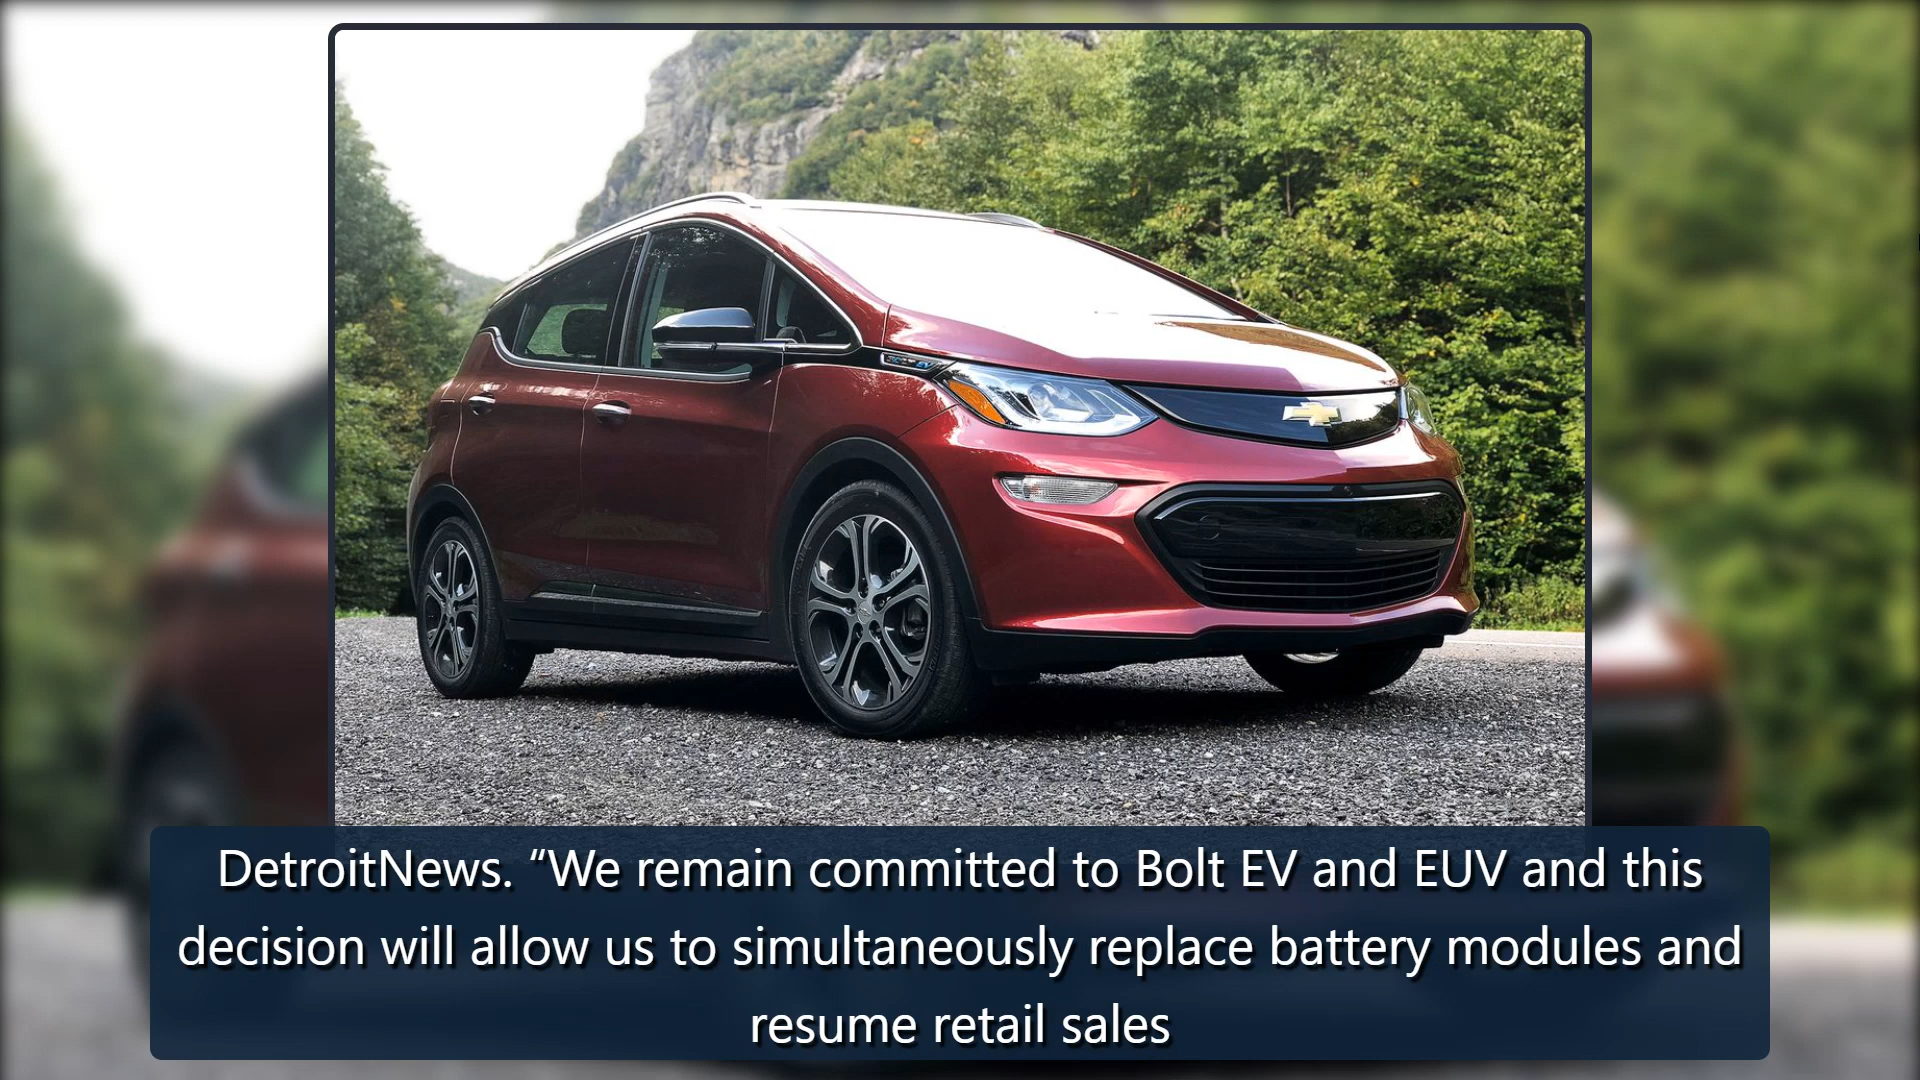 DetroitNews. “We remain committed to Bolt EV and EUV and this
decision will allow us to simultaneously replace battery modules and
resume retail sales